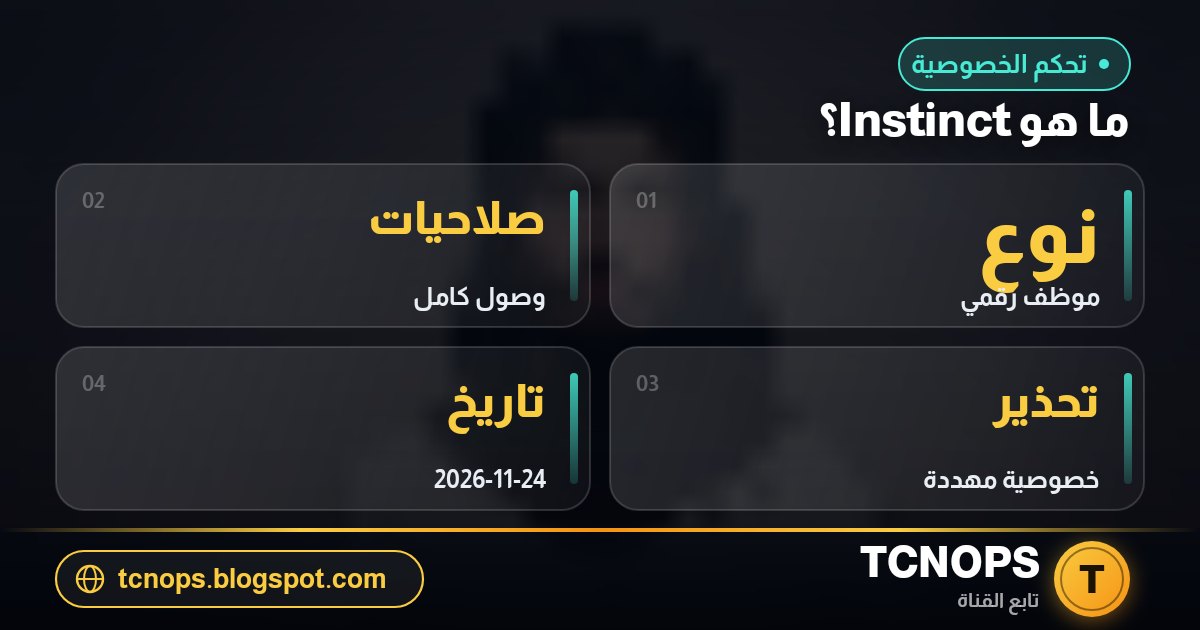 تحكم الخصوصية
ما هو Instinct؟
01
نوع
موظف رقمي
02
صلاحيات
وصول كامل
03
تحذير
خصوصية مهددة
04
تاريخ
2026-11-24
T
TCNOPS
تابع القناة
tcnops.blogspot.com